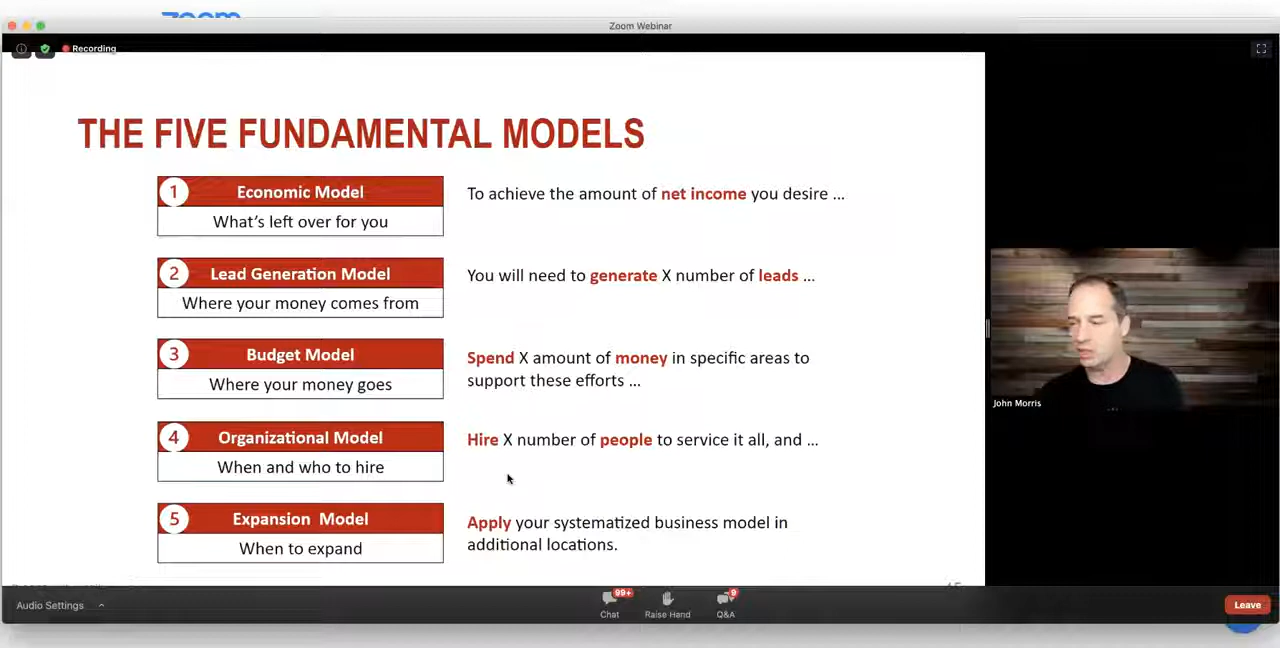 zoom
Zoom Webinar
Recording
THE FIVE FUNDAMENTAL MODELS
1 Economic Model
What's left over for you
To achieve the amount of net income you desire ...
2 Lead Generation Model
Where your money comes from
You will need to generate X number of leads ...
3 Budget Model
Where your money goes
Spend X amount of money in specific areas to
support these efforts ...
4 Organizational Model
When and who to hire
Hire X number of people to service it all, and ...
5 Expansion Model
When to expand
Apply your systematized business model in
additional locations.
John Morris
Audio Settings
99+
Chat
Raise Hand
9
Q&A
Leave